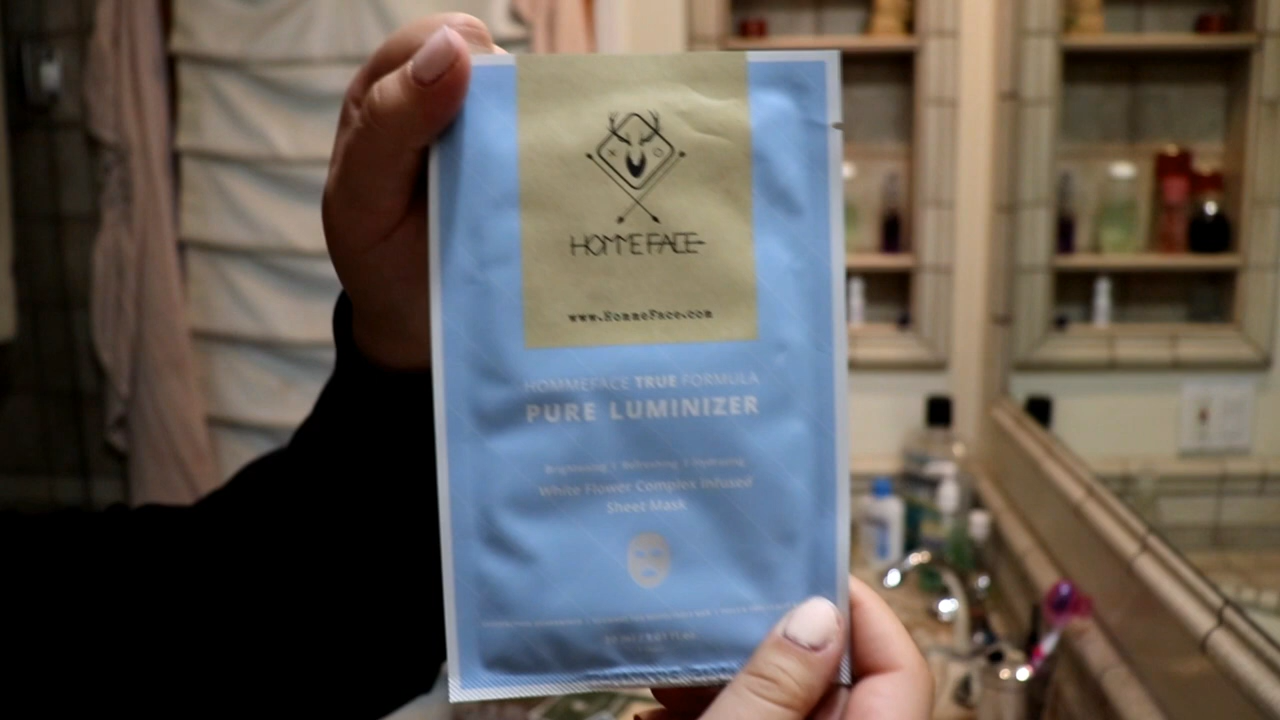 HOMMEFACE
www.HommeFace.com
HOMMEFACE TRUE FORMULA
PURE LUMINIZER
Brightening | Refreshing | Hydrating
White Flower Complex Infused
Sheet Mask